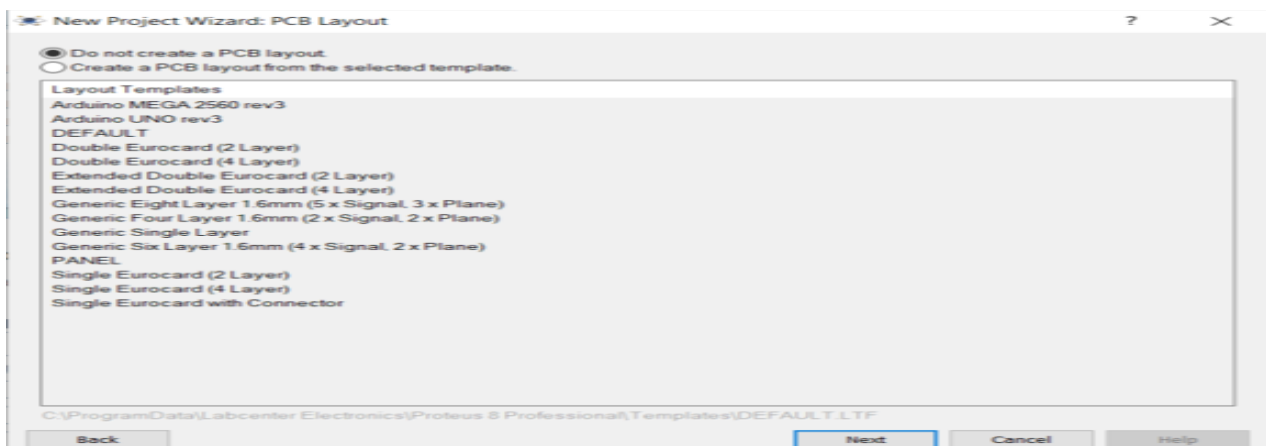 New Project Wizard: PCB Layout ?
Do not create a PCB layout.
Create a PCB layout from the selected template.
Layout Templates
Arduino MEGA 2560 rev3
Arduino UNO rev3
DEFAULT
Double Eurocard (2 Layer)
Double Eurocard (4 Layer)
Extended Double Eurocard (2 Layer)
Extended Double Eurocard (4 Layer)
Generic Eight Layer 1.6mm (5 x Signal, 3 x Plane)
Generic Four Layer 1.6mm (2 x Signal, 2 x Plane)
Generic Single Layer
Generic Six Layer 1.6mm (4 x Signal, 2 x Plane)
PANEL
Single Eurocard (2 Layer)
Single Eurocard (4 Layer)
Single Eurocard with Connector
C:\ProgramData\Labcenter Electronics\Proteus 8 Professional\Templates\DEFAULT.LTF
Back Next Cancel Help